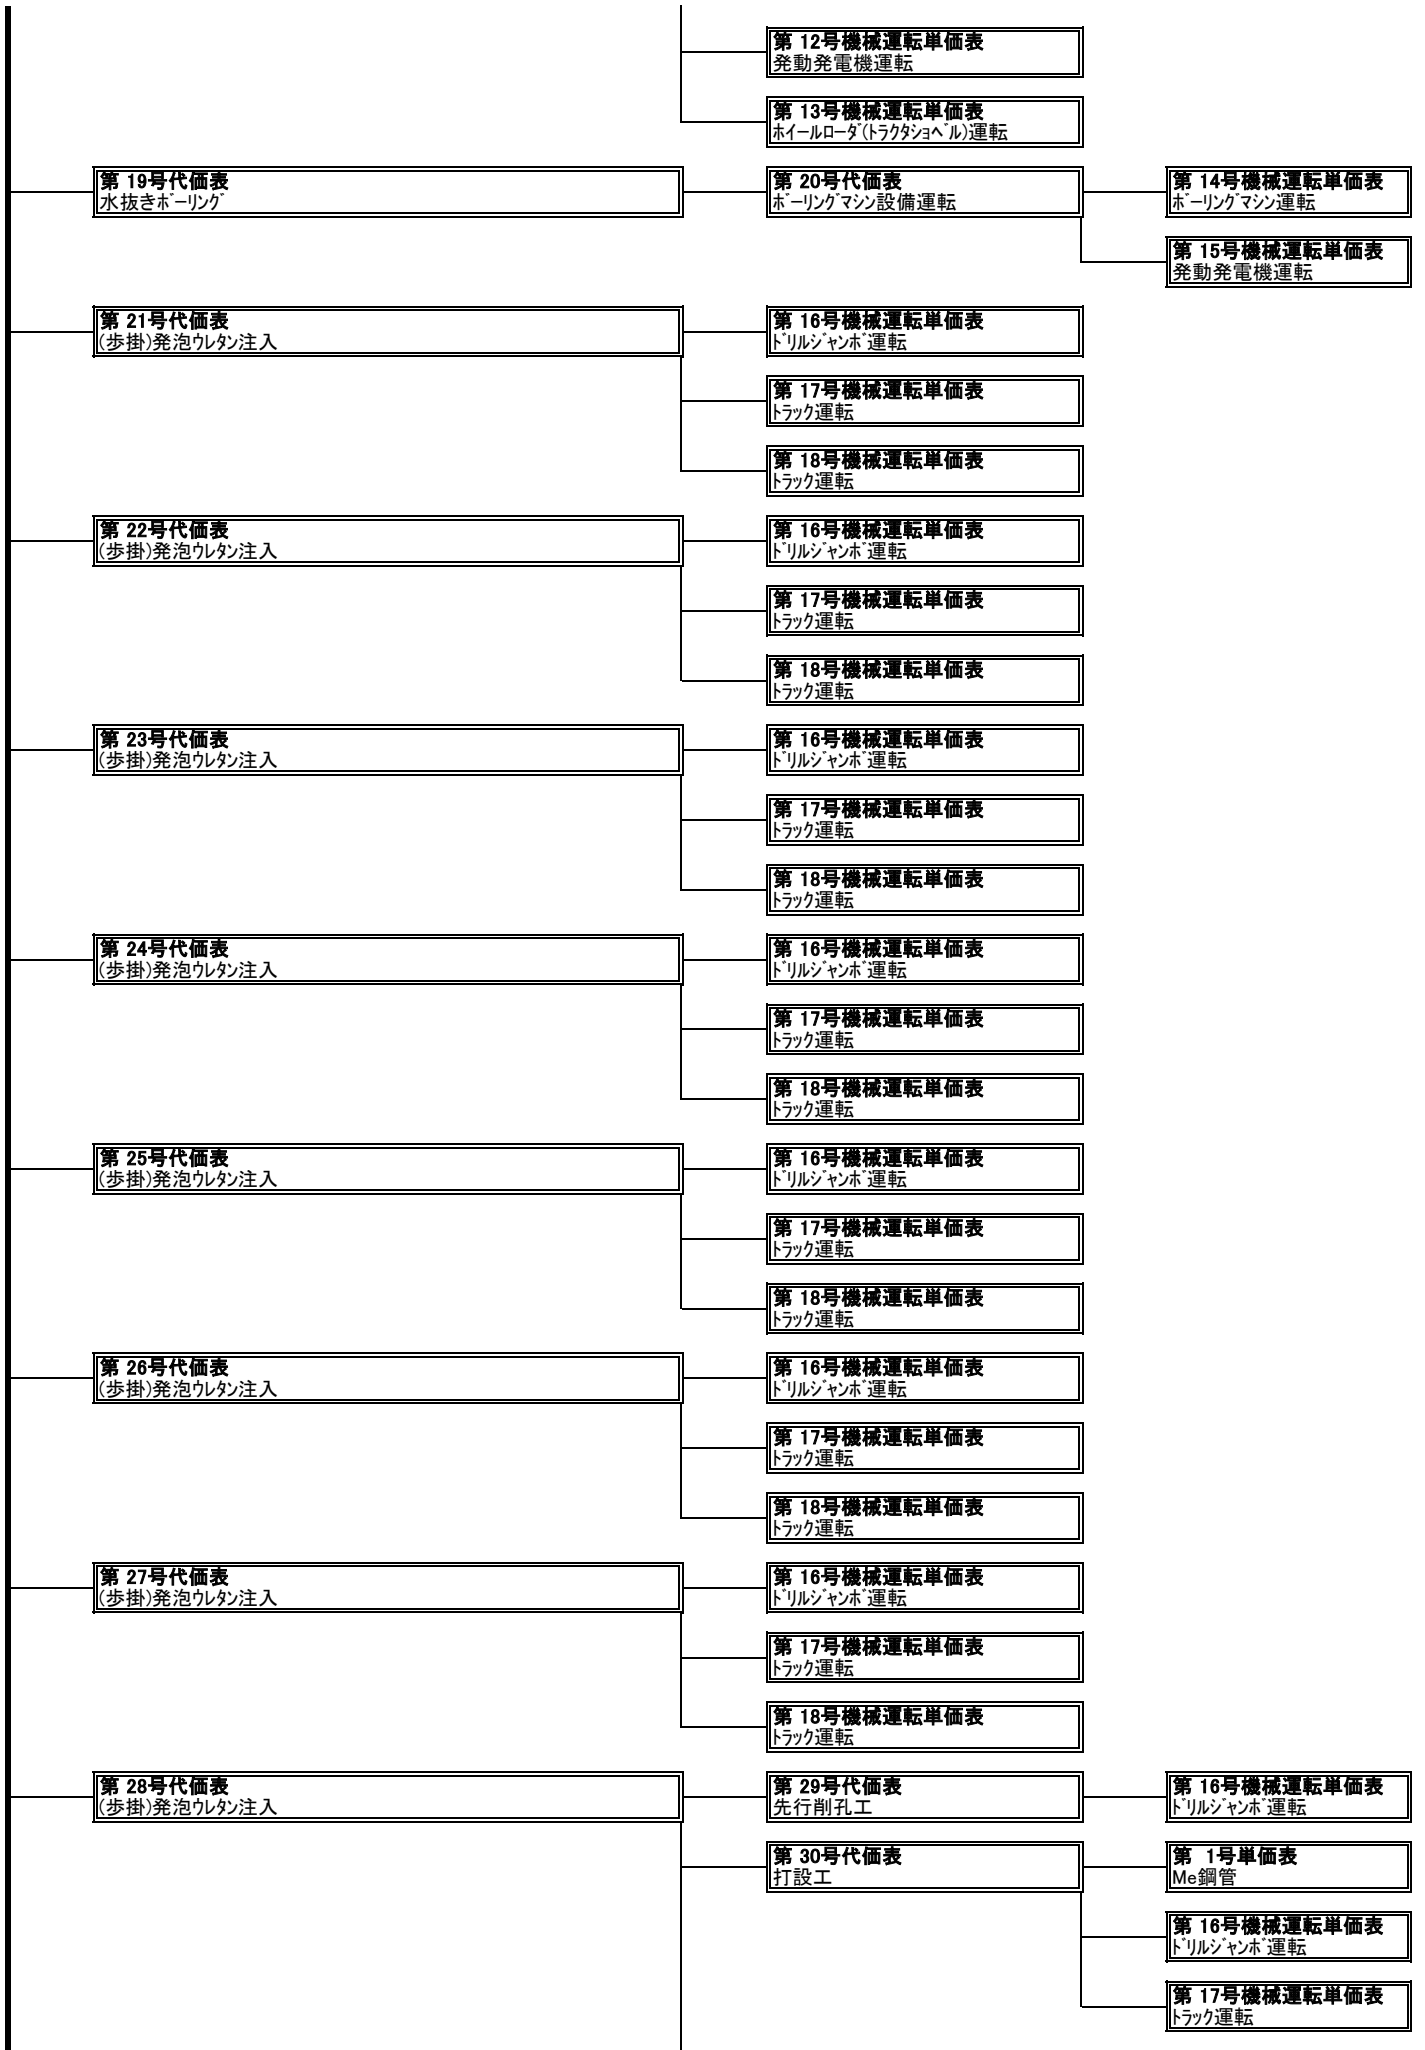 第 12号機械運転単価表
発動発電機運転
第 13号機械運転単価表
ﾎｲｰﾙﾛｰﾀﾞ(ﾄﾗｸﾀｼｮﾍﾞﾙ)運転
第 19号代価表
水抜きﾎﾞｰﾘﾝｸﾞ
第 20号代価表
ﾎﾞｰﾘﾝｸﾞﾏｼﾝ設備運転
第 14号機械運転単価表
ﾎﾞｰﾘﾝｸﾞﾏｼﾝ運転
第 15号機械運転単価表
発動発電機運転
第 21号代価表
(歩掛)発泡ｳﾚﾀﾝ注入
第 16号機械運転単価表
ﾄﾞﾘﾙｼﾞｬﾝﾎﾞ運転
第 17号機械運転単価表
ﾄﾗｯｸ運転
第 18号機械運転単価表
ﾄﾗｯｸ運転
第 22号代価表
(歩掛)発泡ｳﾚﾀﾝ注入
第 16号機械運転単価表
ﾄﾞﾘﾙｼﾞｬﾝﾎﾞ運転
第 17号機械運転単価表
ﾄﾗｯｸ運転
第 18号機械運転単価表
ﾄﾗｯｸ運転
第 23号代価表
(歩掛)発泡ｳﾚﾀﾝ注入
第 16号機械運転単価表
ﾄﾞﾘﾙｼﾞｬﾝﾎﾞ運転
第 17号機械運転単価表
ﾄﾗｯｸ運転
第 18号機械運転単価表
ﾄﾗｯｸ運転
第 24号代価表
(歩掛)発泡ｳﾚﾀﾝ注入
第 16号機械運転単価表
ﾄﾞﾘﾙｼﾞｬﾝﾎﾞ運転
第 17号機械運転単価表
ﾄﾗｯｸ運転
第 18号機械運転単価表
ﾄﾗｯｸ運転
第 25号代価表
(歩掛)発泡ｳﾚﾀﾝ注入
第 16号機械運転単価表
ﾄﾞﾘﾙｼﾞｬﾝﾎﾞ運転
第 17号機械運転単価表
ﾄﾗｯｸ運転
第 18号機械運転単価表
ﾄﾗｯｸ運転
第 26号代価表
(歩掛)発泡ｳﾚﾀﾝ注入
第 16号機械運転単価表
ﾄﾞﾘﾙｼﾞｬﾝﾎﾞ運転
第 17号機械運転単価表
ﾄﾗｯｸ運転
第 18号機械運転単価表
ﾄﾗｯｸ運転
第 27号代価表
(歩掛)発泡ｳﾚﾀﾝ注入
第 16号機械運転単価表
ﾄﾞﾘﾙｼﾞｬﾝﾎﾞ運転
第 17号機械運転単価表
ﾄﾗｯｸ運転
第 18号機械運転単価表
ﾄﾗｯｸ運転
第 28号代価表
(歩掛)発泡ｳﾚﾀﾝ注入
第 29号代価表
先行削孔工
第 16号機械運転単価表
ﾄﾞﾘﾙｼﾞｬﾝﾎﾞ運転
第 30号代価表
打設工
第  1号単価表
Me鋼管
第 16号機械運転単価表
ﾄﾞﾘﾙｼﾞｬﾝﾎﾞ運転
第 17号機械運転単価表
ﾄﾗｯｸ運転